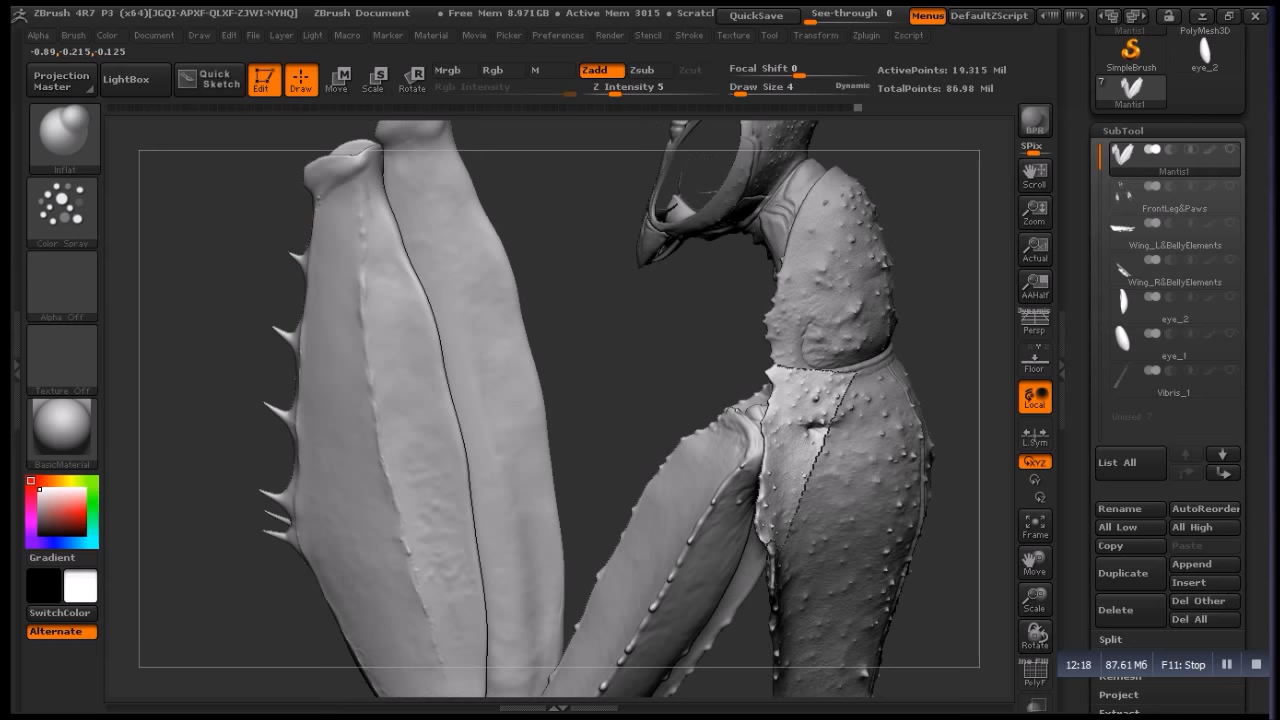 ZBrush 4R7 P3 (x64)[JGQI-APXF-QLXF-ZJWI-NYHQ] ZBrush Document • Free Mem 8.971GB • Active Mem 3015 • Scratcl QuickSave See-through 0 Menus DefaultZScript
Alpha Brush Color Document Draw Edit File Layer Light Macro Marker Material Movie Picker Preferences Render Stencil Stroke Texture Tool Transform Zplugin Zscript
-0.89,-0.215,-0.125
Projection Master
LightBox
Quick Sketch
Edit
Draw
Move
Scale
Rotate
Mrgb Rgb M Zadd Zsub Zcut
Rgb Intensity Z Intensity 5
Focal Shift 0
Draw Size 4 Dynamic
ActivePoints: 19.315 Mil
TotalPoints: 86.98 Mil
Inflat
Color Spray
Alpha Off
Texture Off
BasicMaterial
Gradient
SwitchColor
Alternate
BPR
SPix
Scroll
Zoom
Actual
AAHalf
Dynamic
Persp
Floor
Local
L.Sym
XYZ
Frame
Move
Scale
Rotate
PolyF
Mantis1 PolyMesh3D
SimpleBrush eye_2
7
Mantis1
SubTool
Mantis1
FrontLeg&Paws
Wing_L&BellyElements
Wing_R&BellyElements
eye_2
eye_1
Vibris_1
Unused 7
List All
Rename AutoReorder
All Low All High
Copy Paste
Duplicate Append
Insert
Delete Del Other
Del All
Split
12:18 87.61Мб F11: Stop
Project
Extract